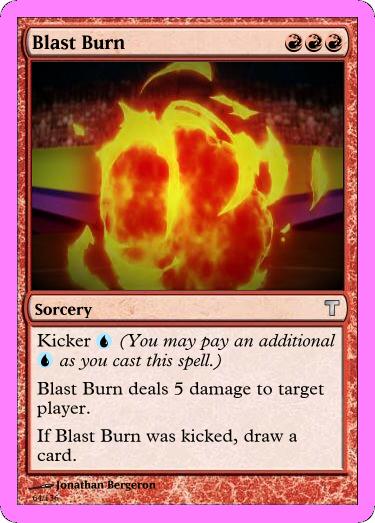 Blast Burn
Sorcery
T
Kicker (You may pay an additional
as you cast this spell.)
Blast Burn deals 5 damage to target
player.
If Blast Burn was kicked, draw a
card.
Jonathan Bergeron